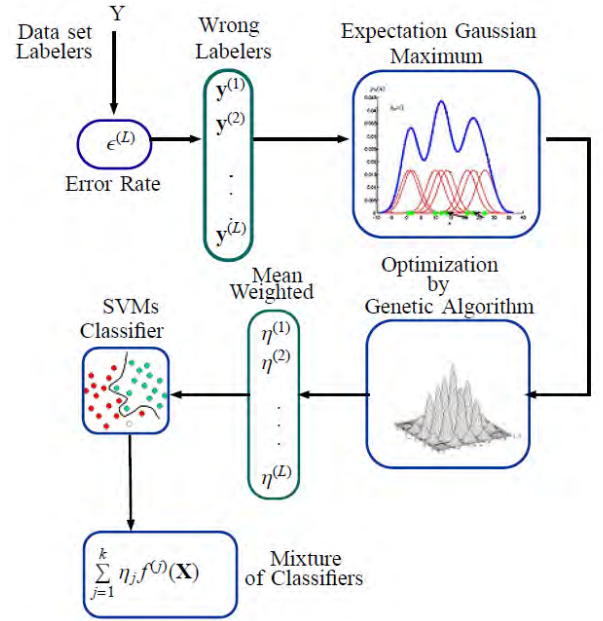 Y
Data set
Labelers
ϵ^(L)
Error Rate
Wrong
Labelers
y^(1)
y^(2)
.
.
.
y^(L)
Expectation Gaussian
Maximum
Optimization
by
Genetic Algorithm
Mean
Weighted
η^(1)
η^(2)
.
.
.
η^(L)
SVMs
Classifier
k
∑ η_j f^(j)(X)
j=1
Mixture
of Classifiers